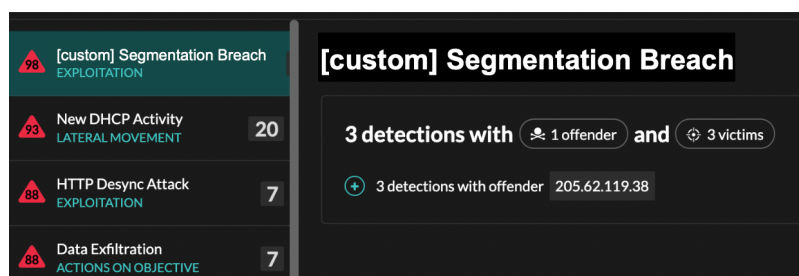 98
[custom] Segmentation Breach
EXPLOITATION
93
New DHCP Activity
LATERAL MOVEMENT
20
88
HTTP Desync Attack
EXPLOITATION
7
88
Data Exfiltration
ACTIONS ON OBJECTIVE
7
[custom] Segmentation Breach
3 detections with 1 offender and 3 victims
3 detections with offender 205.62.119.38